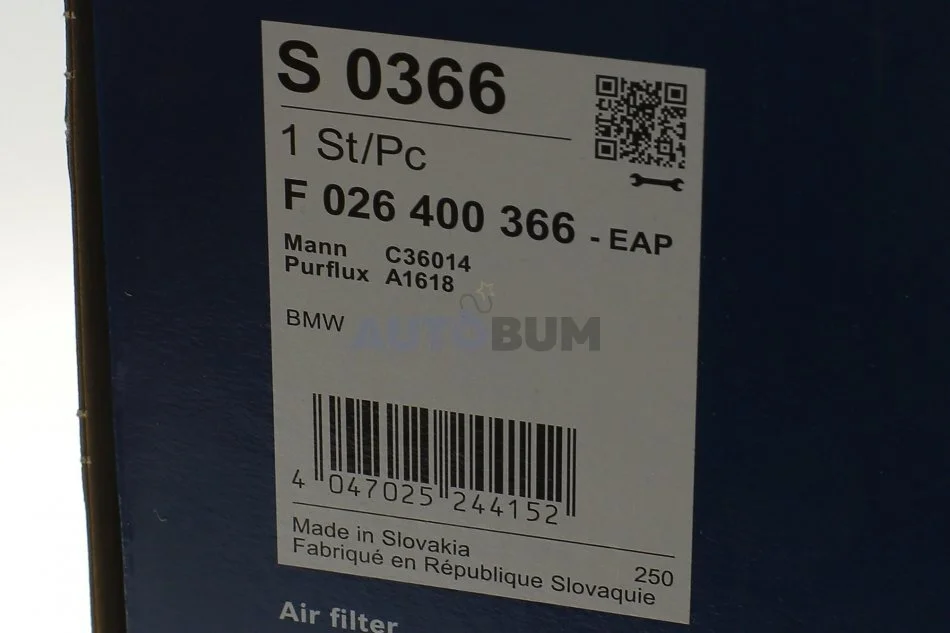 S 0366
1 St/Pc
F 026 400 366 - EAP
Mann C36014
Purflux A1618
BMW
AUTOBUM
4 047025 244152
Made in Slovakia
250
Fabriqué en République Slovaquie
Air filter